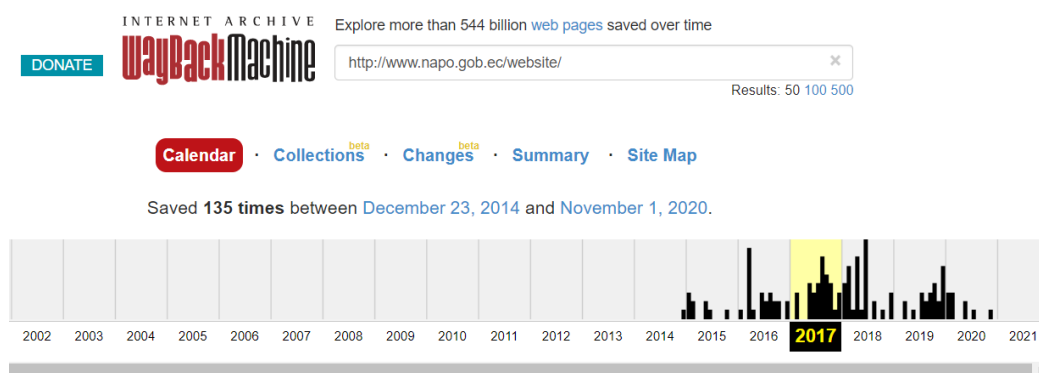 INTERNET ARCHIVE
WayBackMachine
DONATE
Explore more than 544 billion web pages saved over time
http://www.napo.gob.ec/website/ ×
Results: 50 100 500
Calendar · Collections beta · Changes beta · Summary · Site Map
Saved 135 times between December 23, 2014 and November 1, 2020.
2002 2003 2004 2005 2006 2007 2008 2009 2010 2011 2012 2013 2014 2015 2016 2017 2018 2019 2020 2021